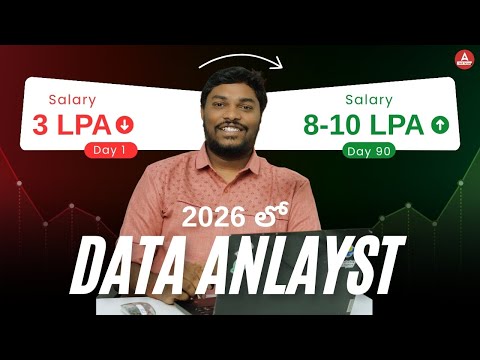 Salary
3 LPA
Day 1
Salary
8-10 LPA
Day 90
2026 లో
DATA ANLAYST